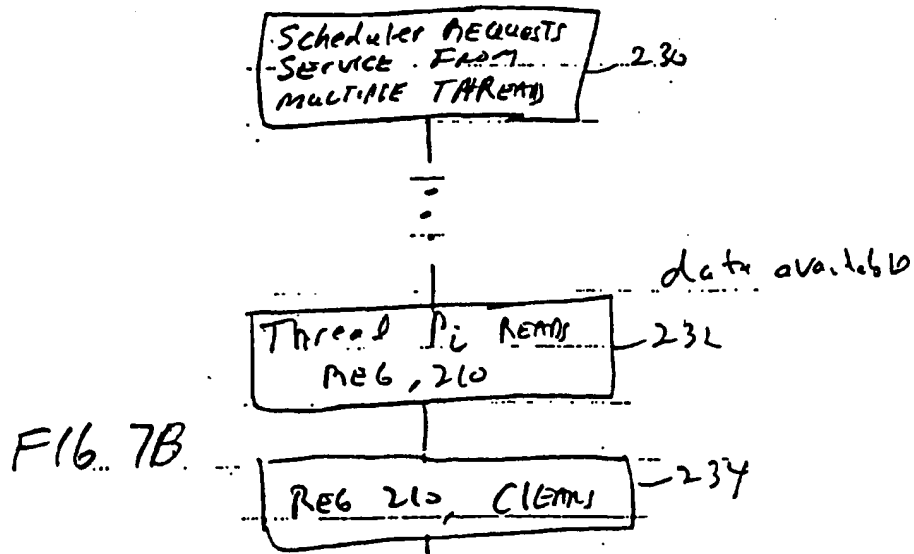 Scheduler REQUESTS
SERVICE FROM
MULTIPLE THREADS
230
data available
Thread Pi READS
REG, 210
232
FIG. 7B
REG 210, CLEARS
234